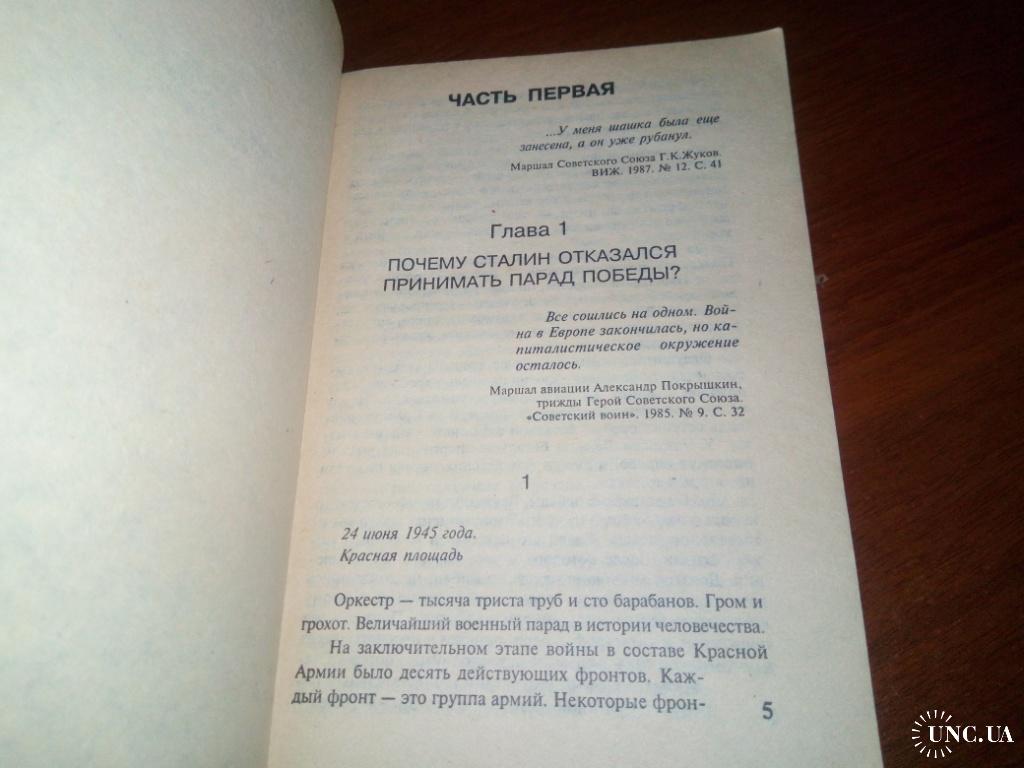 ЧАСТЬ ПЕРВАЯ
...У меня шашка была еще
занесена, а он уже рубанул.
Маршал Советского Союза Г.К.Жуков.
ВИЖ. 1987. № 12. С. 41
Глава 1
ПОЧЕМУ СТАЛИН ОТКАЗАЛСЯ
ПРИНИМАТЬ ПАРАД ПОБЕДЫ?
Все сошлись на одном. Вой-
на в Европе закончилась, но ка-
питалистическое окружение
осталось.
Маршал авиации Александр Покрышкин,
трижды Герой Советского Союза.
«Советский воин». 1985. № 9. С. 32
1
24 июня 1945 года.
Красная площадь
Оркестр — тысяча триста труб и сто барабанов. Гром и
грохот. Величайший военный парад в истории человечества.
На заключительном этапе войны в составе Красной
Армии было десять действующих фронтов. Каж-
дый фронт — это группа армий. Некоторые фрон-
5
UNC.UA